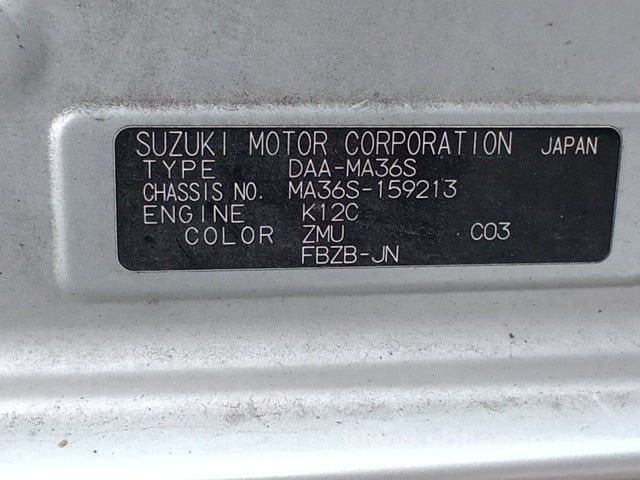 SUZUKI MOTOR CORPORATION JAPAN
TYPE DAA-MA36S
CHASSIS NO. MA36S-159213
ENGINE K12C
COLOR ZMU C03
FBZB-JN